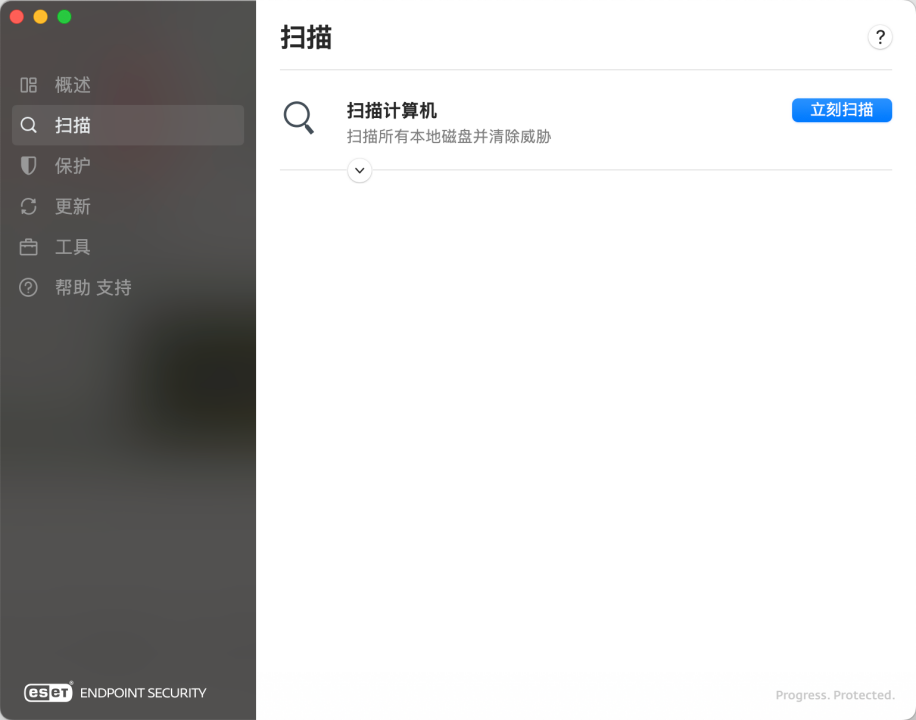 概述
扫描
保护
更新
工具
帮助 支持
eset ENDPOINT SECURITY
扫描
?
扫描计算机
立刻扫描
扫描所有本地磁盘并清除威胁
Progress. Protected.